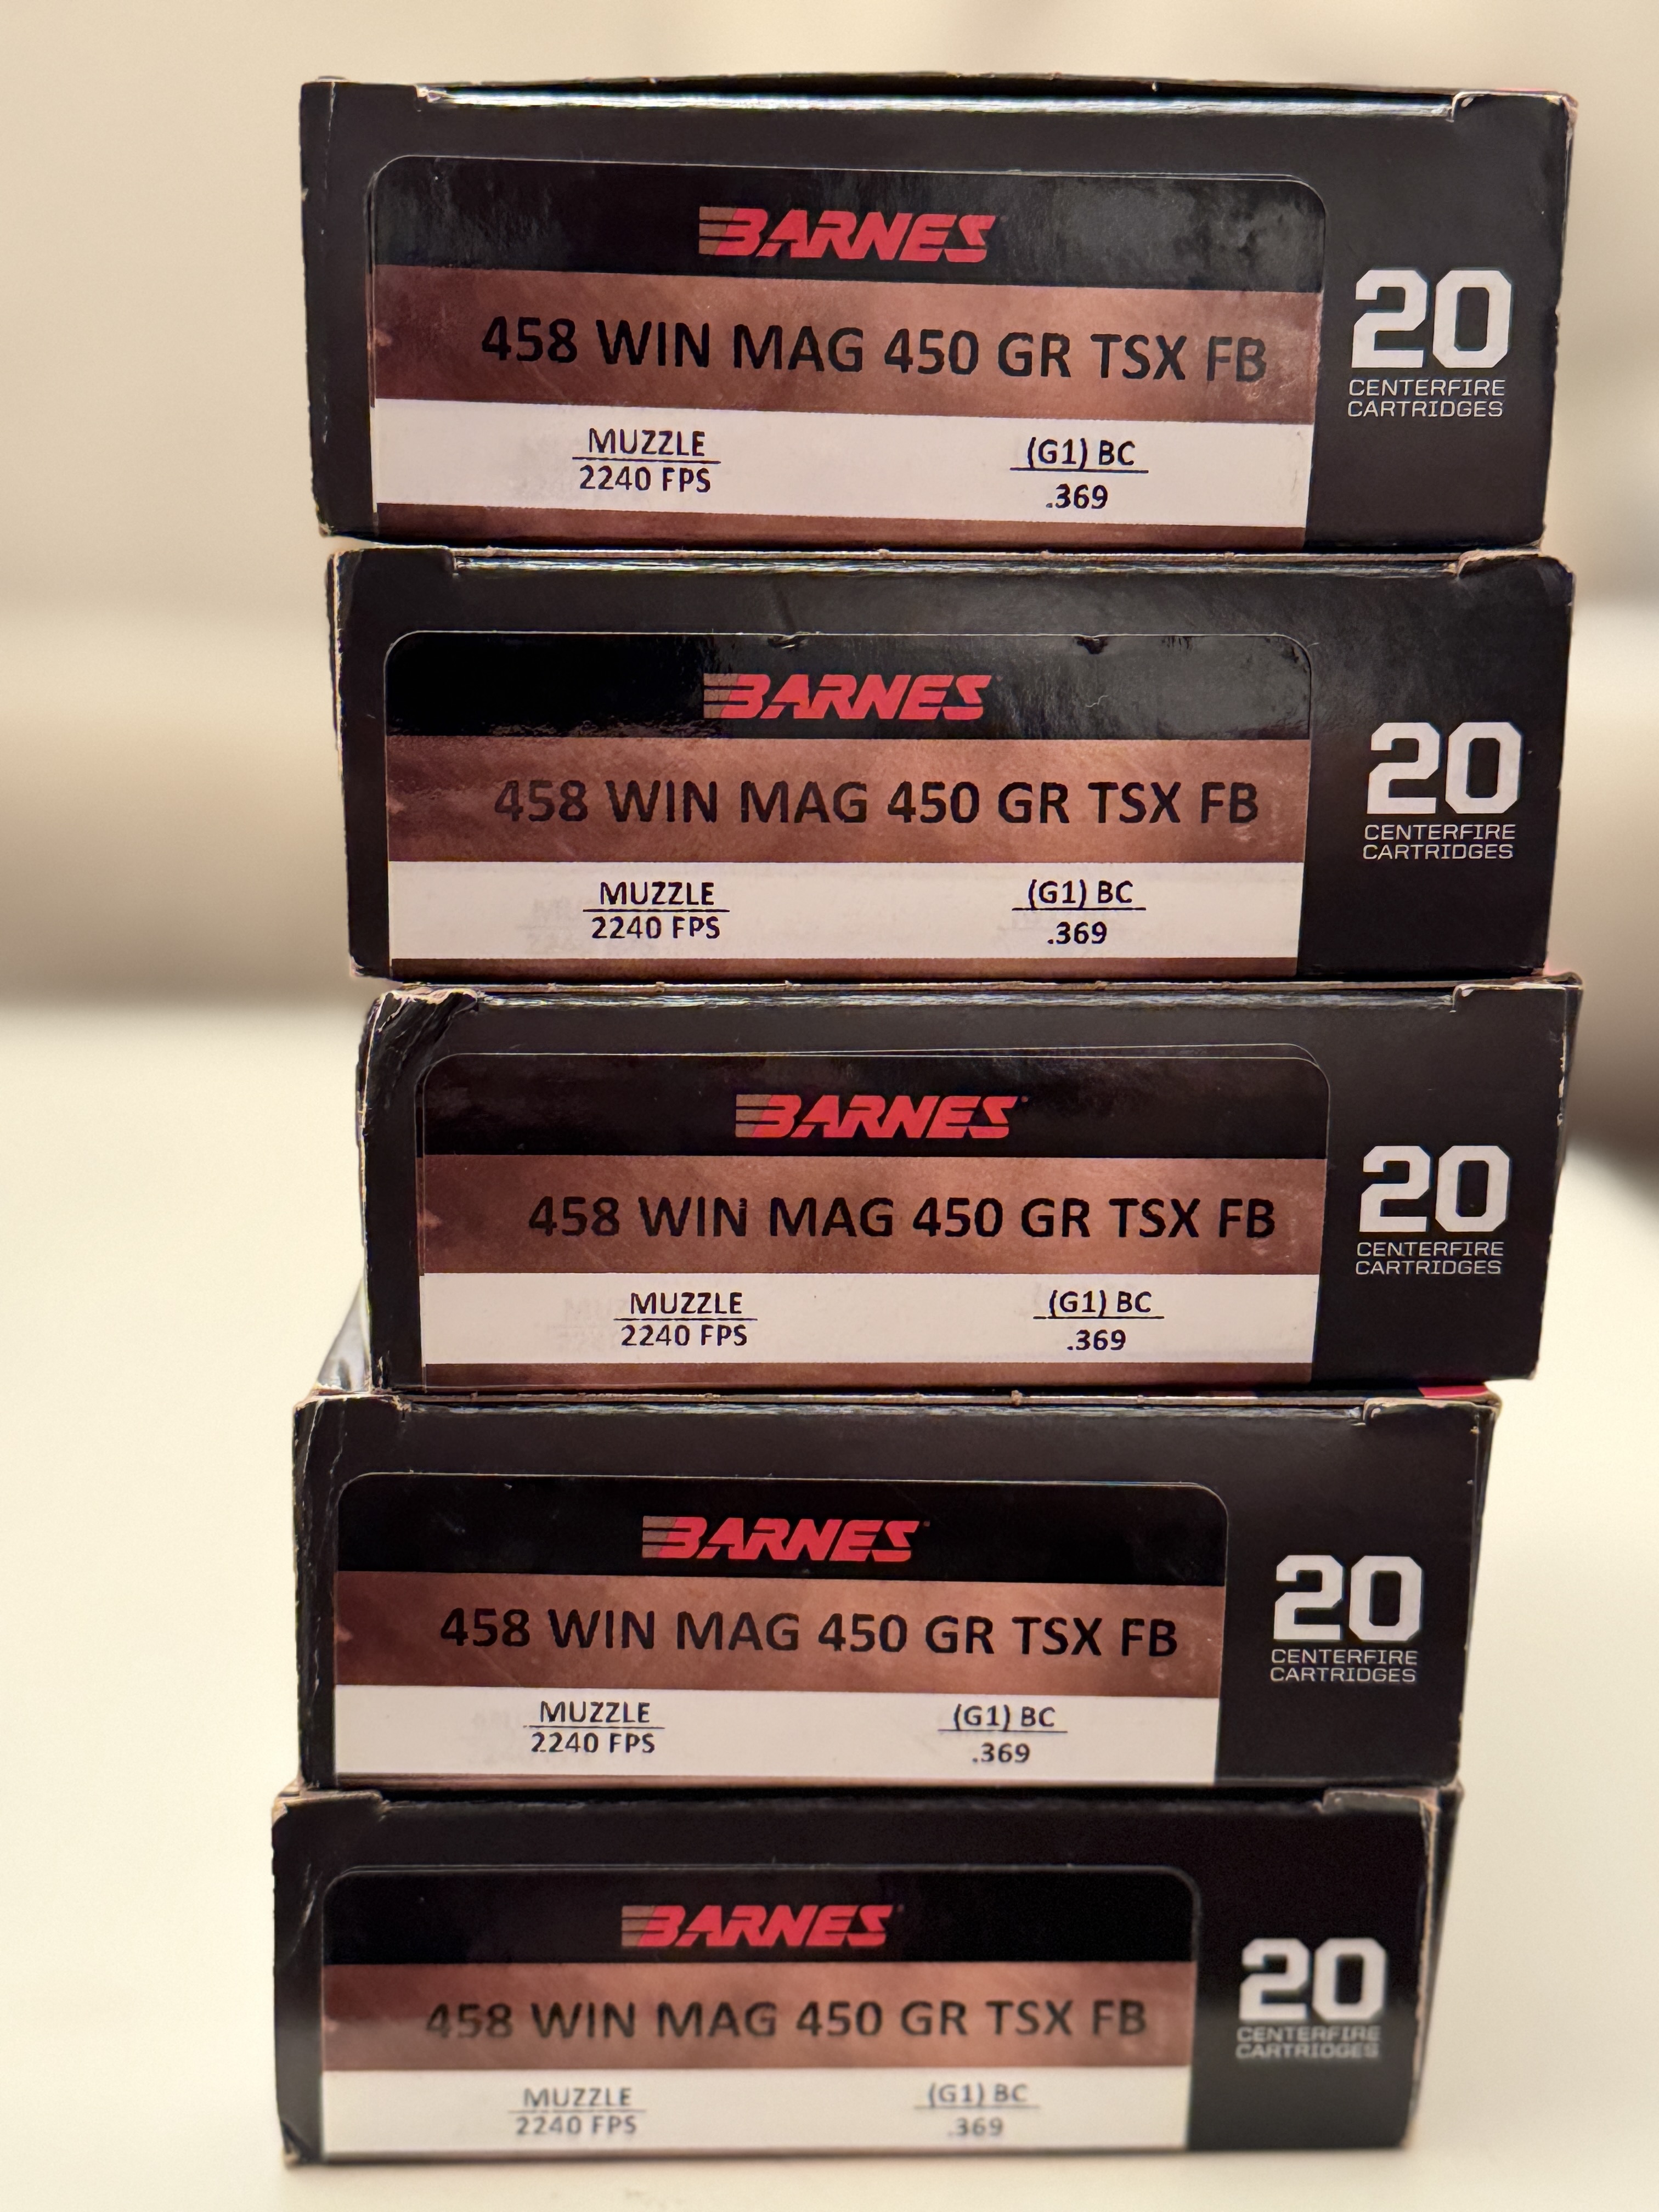 BARNES
458 WIN MAG 450 GR TSX FB
MUZZLE
2240 FPS
(G1) BC
.369
20
CENTERFIRE
CARTRIDGES
BARNES
458 WIN MAG 450 GR TSX FB
MUZZLE
2240 FPS
(G1) BC
.369
20
CENTERFIRE
CARTRIDGES
BARNES
458 WIN MAG 450 GR TSX FB
MUZZLE
2240 FPS
(G1) BC
.369
20
CENTERFIRE
CARTRIDGES
BARNES
458 WIN MAG 450 GR TSX FB
MUZZLE
2240 FPS
(G1) BC
.369
20
CENTERFIRE
CARTRIDGES
BARNES
458 WIN MAG 450 GR TSX FB
MUZZLE
2240 FPS
(G1) BC
.369
20
CENTERFIRE
CARTRIDGES